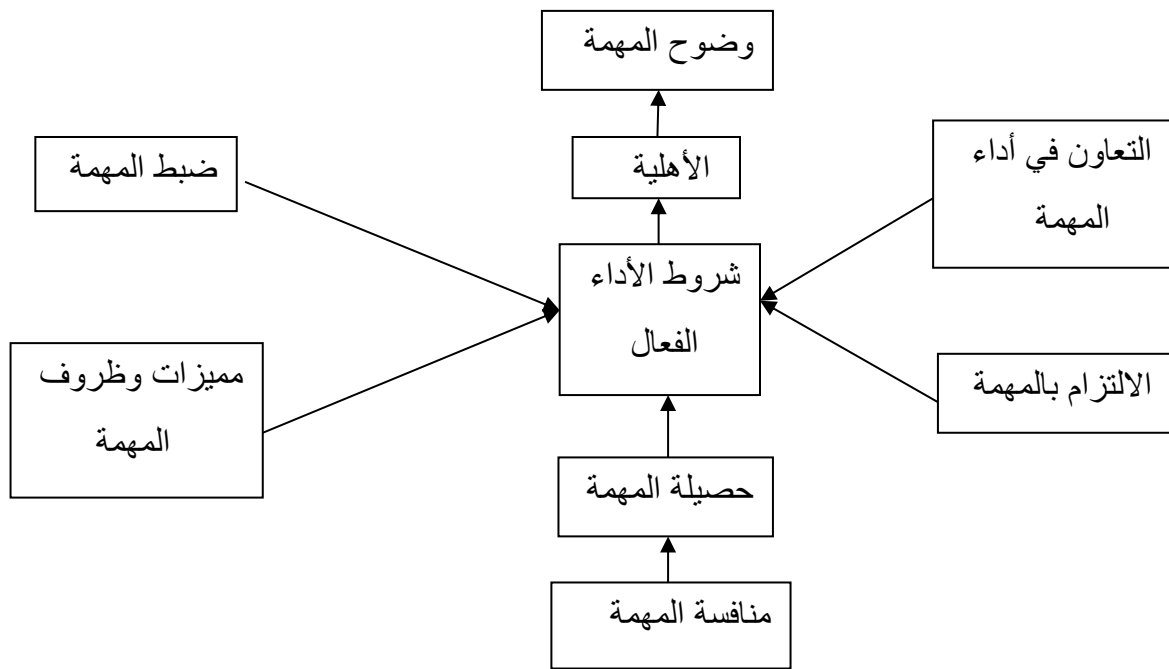 وضوح المهمة
التعاون في أداء
المهمة
الأهلية
ضبط المهمة
شروط الأداء
الفعال
الالتزام بالمهمة
مميزات وظروف
المهمة
حصيلة المهمة
منافسة المهمة